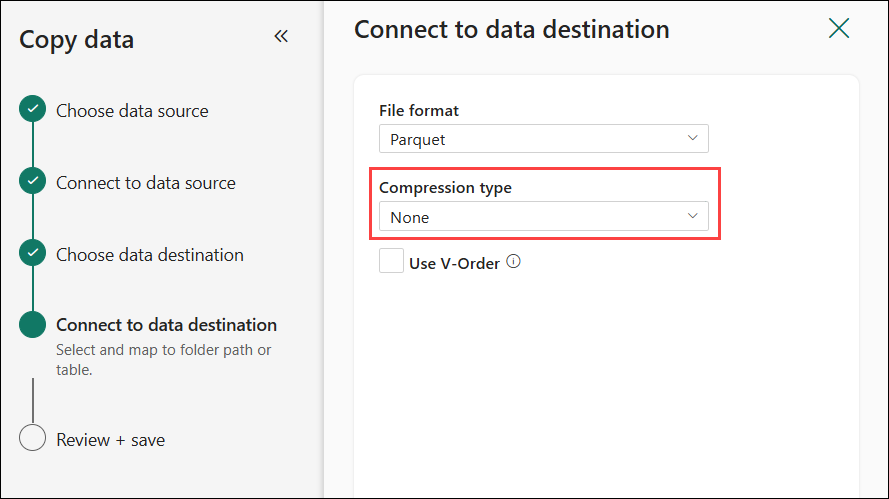 Copy data
Choose data source
Connect to data source
Choose data destination
Connect to data destination
Select and map to folder path or
table.
Review + save
Connect to data destination
File format
Parquet
Compression type
None
Use V-Order